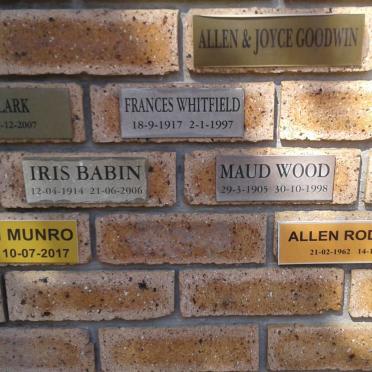 ALLEN & JOYCE GOODWIN
LARK
-12-2007
FRANCES WHITFIELD
18-9-1917 2-1-1997
IRIS BABIN
12-04-1914 21-06-2006
MAUD WOOD
29-3-1905 30-10-1998
MUNRO
10-07-2017
ALLEN ROD
21-02-1962 14-1